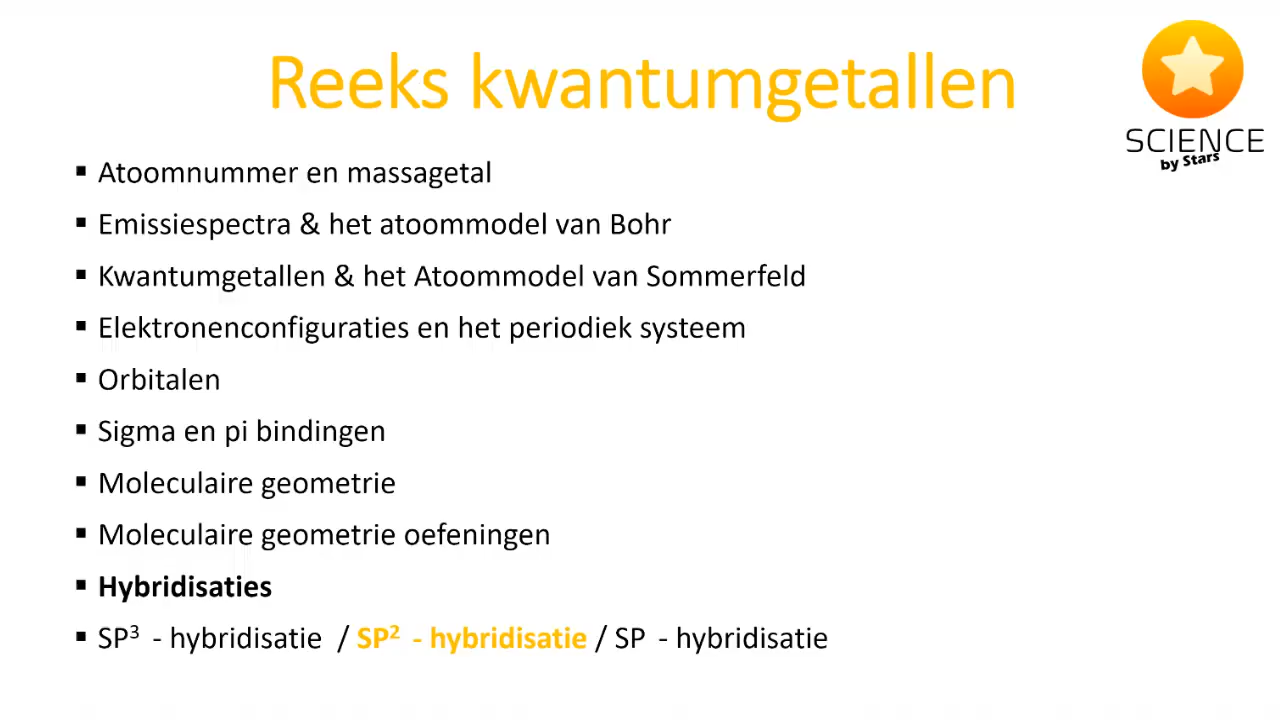 Reeks kwantumgetallen
SCIENCE
by Stars
▪ Atoomnummer en massagetal
▪ Emissiespectra & het atoommodel van Bohr
▪ Kwantumgetallen & het Atoommodel van Sommerfeld
▪ Elektronenconfiguraties en het periodiek systeem
▪ Orbitalen
▪ Sigma en pi bindingen
▪ Moleculaire geometrie
▪ Moleculaire geometrie oefeningen
▪ Hybridisaties
▪ SP³ - hybridisatie / SP² - hybridisatie / SP - hybridisatie